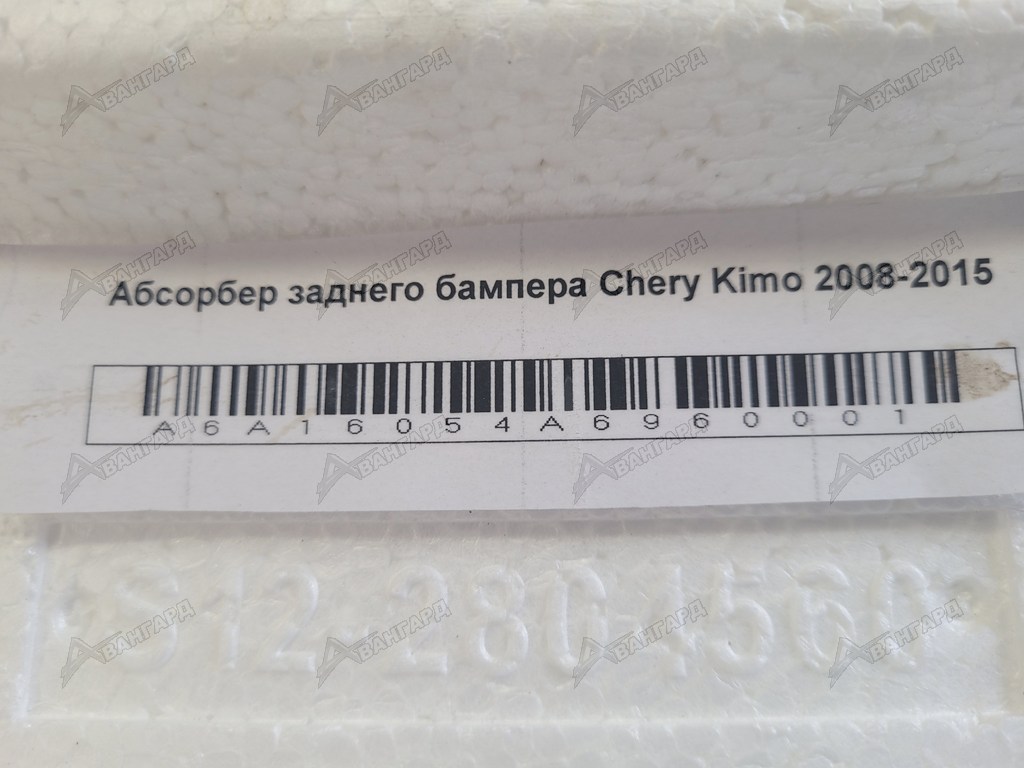 Абсорбер заднего бампера Chery Kimo 2008-2015
A6A16054A6960001
S12-2804560
АВАНГАРД